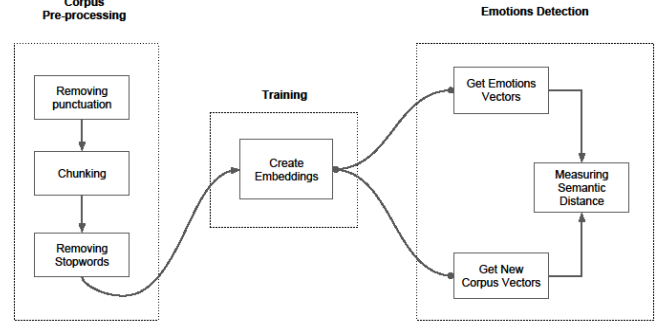 Corpus
Pre-processing
Removing
punctuation
Chunking
Removing
Stopwords
Training
Create
Embeddings
Emotions Detection
Get Emotions
Vectors
Measuring
Semantic
Distance
Get New
Corpus Vectors